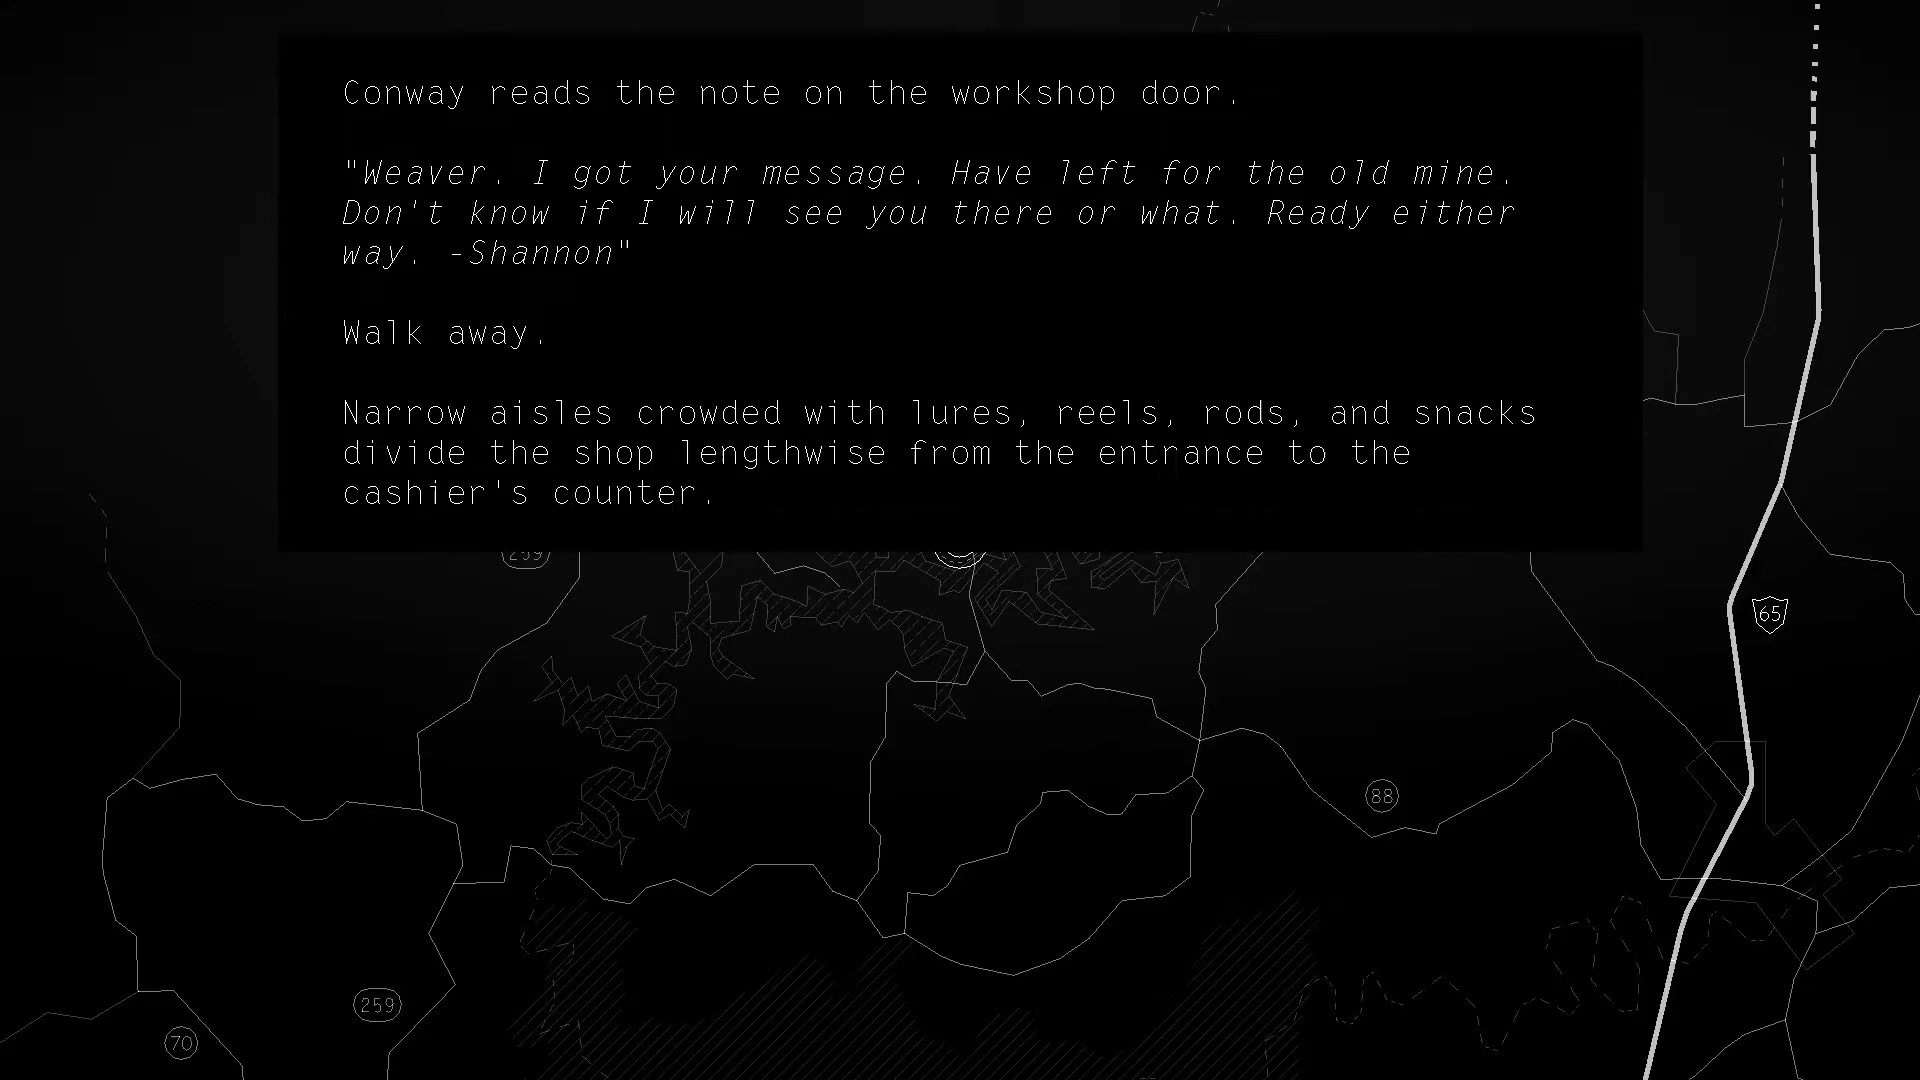 Conway reads the note on the workshop door.
"Weaver. I got your message. Have left for the old mine.
Don't know if I will see you there or what. Ready either
way. -Shannon"
Walk away.
Narrow aisles crowded with lures, reels, rods, and snacks
divide the shop lengthwise from the entrance to the
cashier's counter.
259
65
88
259
70